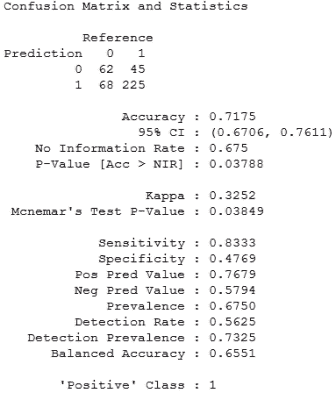 Confusion Matrix and Statistics
Reference
Prediction 0 1
0 62 45
1 68 225
Accuracy : 0.7175
95% CI : (0.6706, 0.7611)
No Information Rate : 0.675
P-Value [Acc > NIR] : 0.03788
Kappa : 0.3252
Mcnemar's Test P-Value : 0.03849
Sensitivity : 0.8333
Specificity : 0.4769
Pos Pred Value : 0.7679
Neg Pred Value : 0.5794
Prevalence : 0.6750
Detection Rate : 0.5625
Detection Prevalence : 0.7325
Balanced Accuracy : 0.6551
'Positive' Class : 1